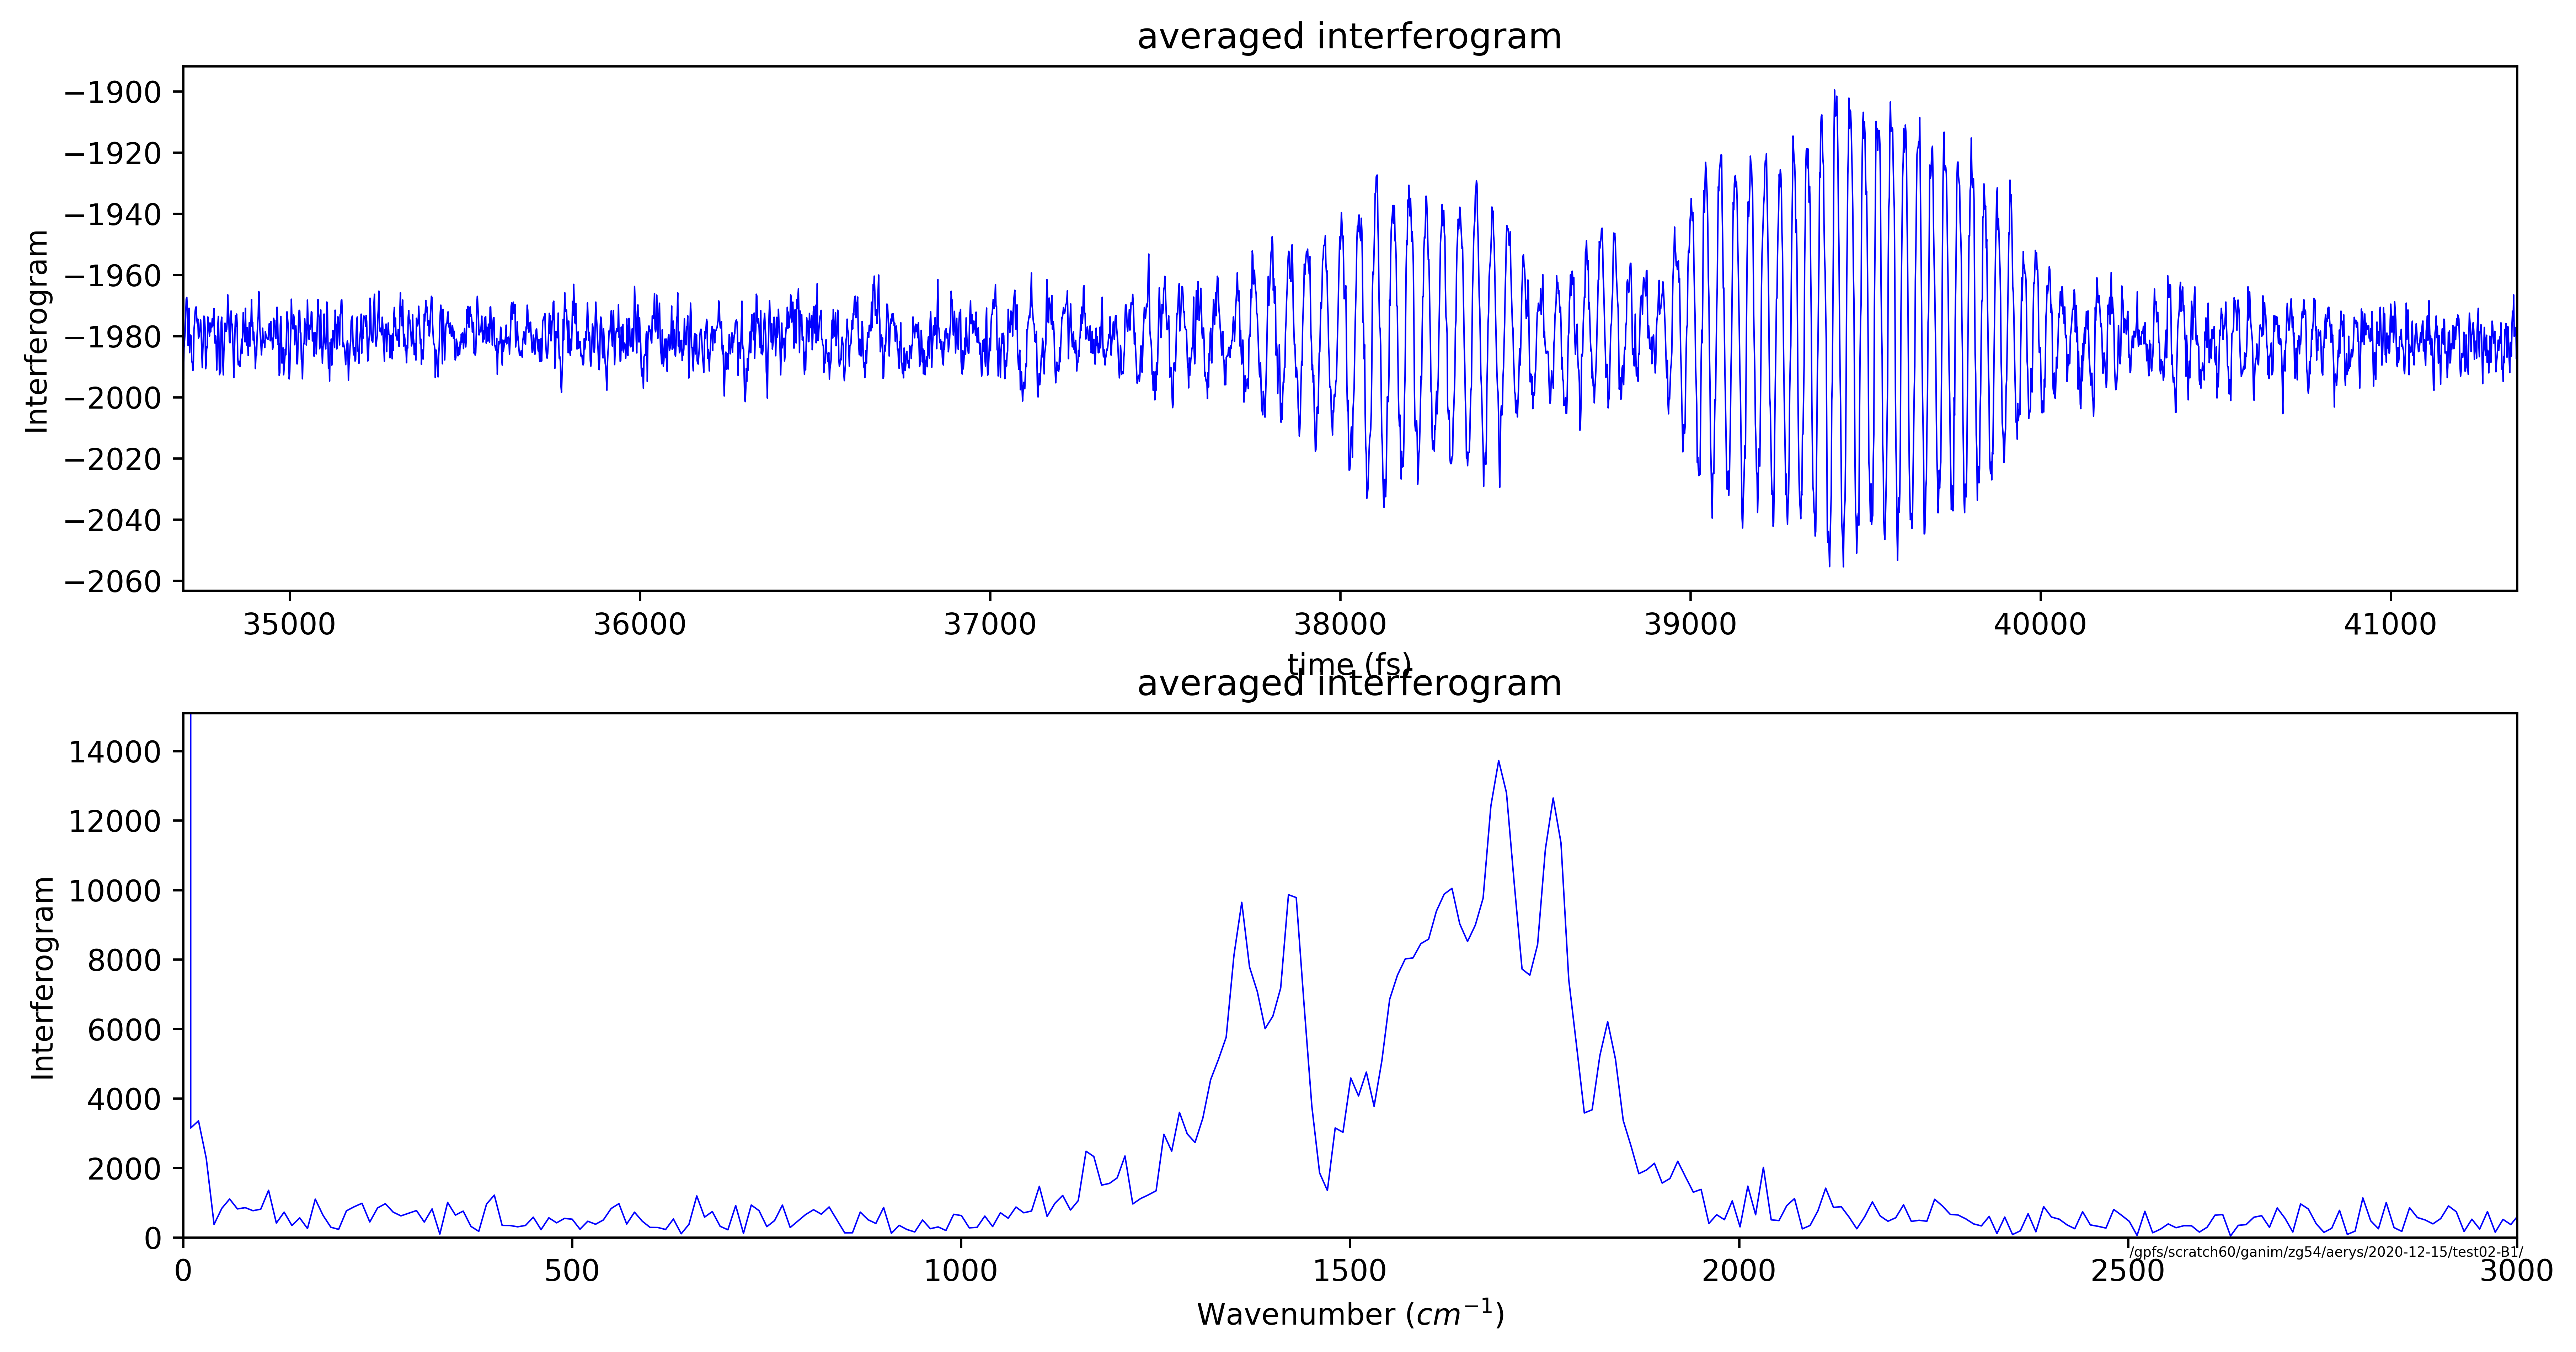 averaged interferogram
−1900
−1920
−1940
−1960
−1980
−2000
−2020
−2040
−2060
Interferogram
35000 36000 37000 38000 39000 40000 41000
time (fs)
averaged interferogram
14000
12000
10000
8000
6000
4000
2000
0
Interferogram
/gpfs/scratch60/ganim/zg54/aerys/2020-12-15/test02-B1/
0 500 1000 1500 2000 2500 3000
Wavenumber (cm⁻¹)